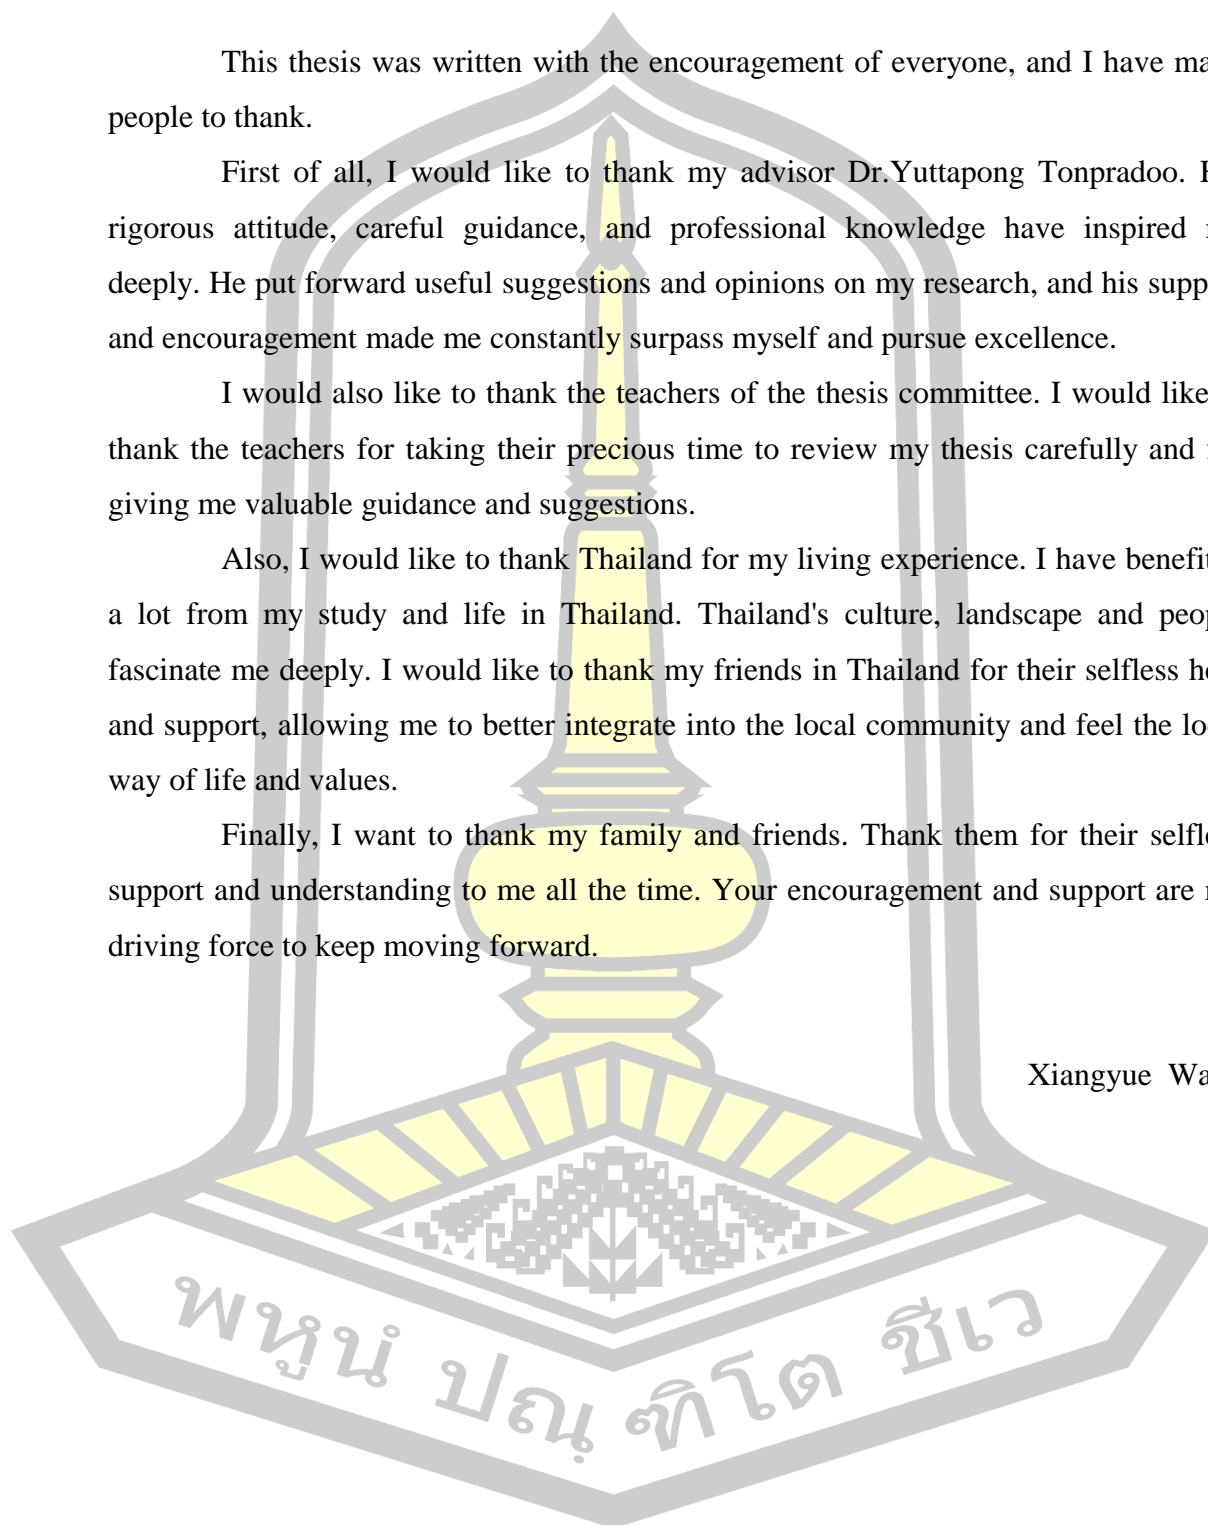 This thesis was written with the encouragement of everyone, and I have ma
people to thank.
First of all, I would like to thank my advisor Dr.Yuttapong Tonpradoo.
rigorous attitude, careful guidance, and professional knowledge have inspired
deeply. He put forward useful suggestions and opinions on my research, and his supp
and encouragement made me constantly surpass myself and pursue excellence.
I would also like to thank the teachers of the thesis committee. I would like
thank the teachers for taking their precious time to review my thesis carefully and
giving me valuable guidance and suggestions.
Also, I would like to thank Thailand for my living experience. I have benefit
a lot from my study and life in Thailand. Thailand's culture, landscape and peop
fascinate me deeply. I would like to thank my friends in Thailand for their selfless he
and support, allowing me to better integrate into the local community and feel the lo
way of life and values.
Finally, I want to thank my family and friends. Thank them for their selfle
support and understanding to me all the time. Your encouragement and support are
driving force to keep moving forward.
Xiangyue Wa
พหูนํ ปณฺ ฑิโต ชีเว